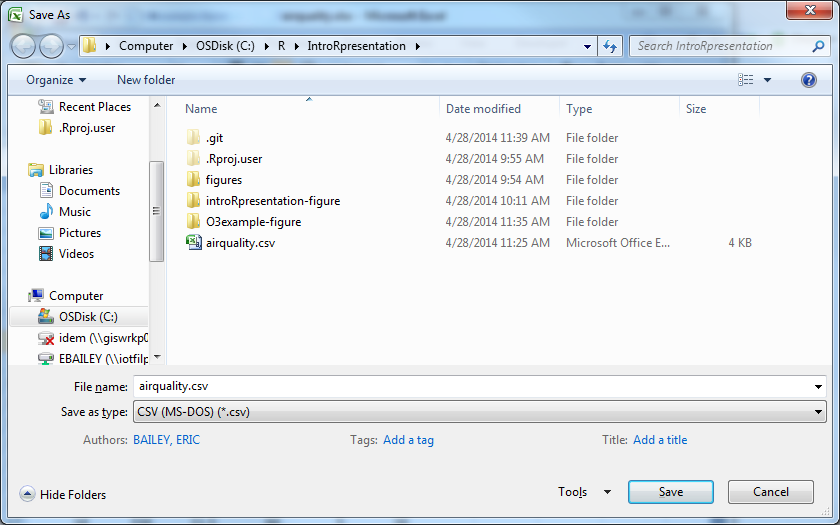 Save As
Computer OSDisk (C:) R IntroRpresentation
Search IntroRpresentation
Organize New folder
Recent Places
.Rproj.user
Libraries
Documents
Music
Pictures
Videos
Computer
OSDisk (C:)
idem (\\giswrkp0
EBAILEY (\\iotfilp
Name Date modified Type Size
.git 4/28/2014 11:39 AM File folder
.Rproj.user 4/28/2014 9:55 AM File folder
figures 4/28/2014 9:54 AM File folder
introRpresentation-figure 4/28/2014 10:11 AM File folder
O3example-figure 4/28/2014 11:35 AM File folder
airquality.csv 4/28/2014 11:25 AM Microsoft Office E... 4 KB
File name: airquality.csv
Save as type: CSV (MS-DOS) (*.csv)
Authors: BAILEY, ERIC Tags: Add a tag Title: Add a title
Hide Folders Tools Save Cancel